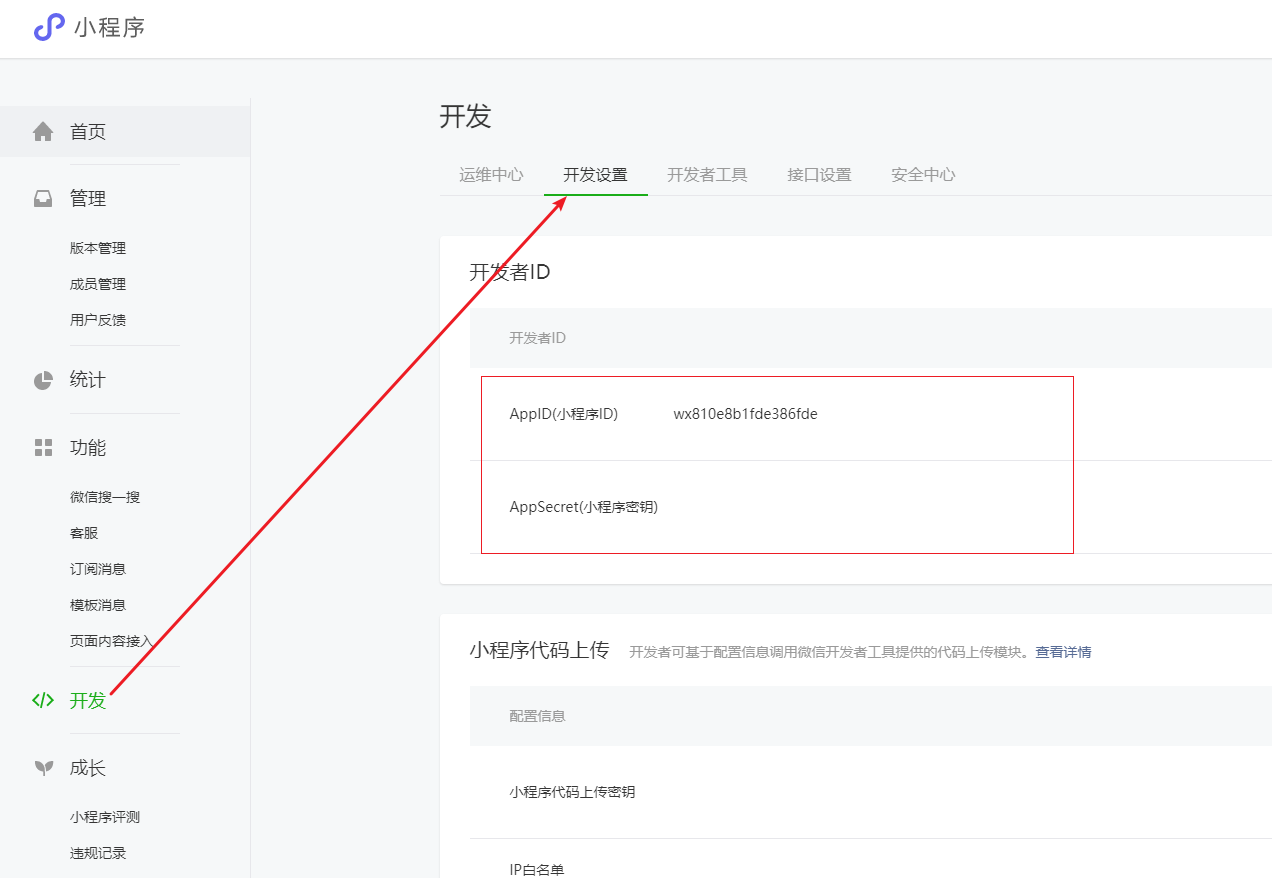 小程序
首页
管理
版本管理
成员管理
用户反馈
统计
功能
微信搜一搜
客服
订阅消息
模板消息
页面内容接入
开发
成长
小程序评测
违规记录
开发
运维中心 开发设置 开发者工具 接口设置 安全中心
开发者ID
开发者ID
AppID(小程序ID) wx810e8b1fde386fde
AppSecret(小程序密钥)
小程序代码上传 开发者可基于配置信息调用微信开发者工具提供的代码上传模块。查看详情
配置信息
小程序代码上传密钥
IP白名单